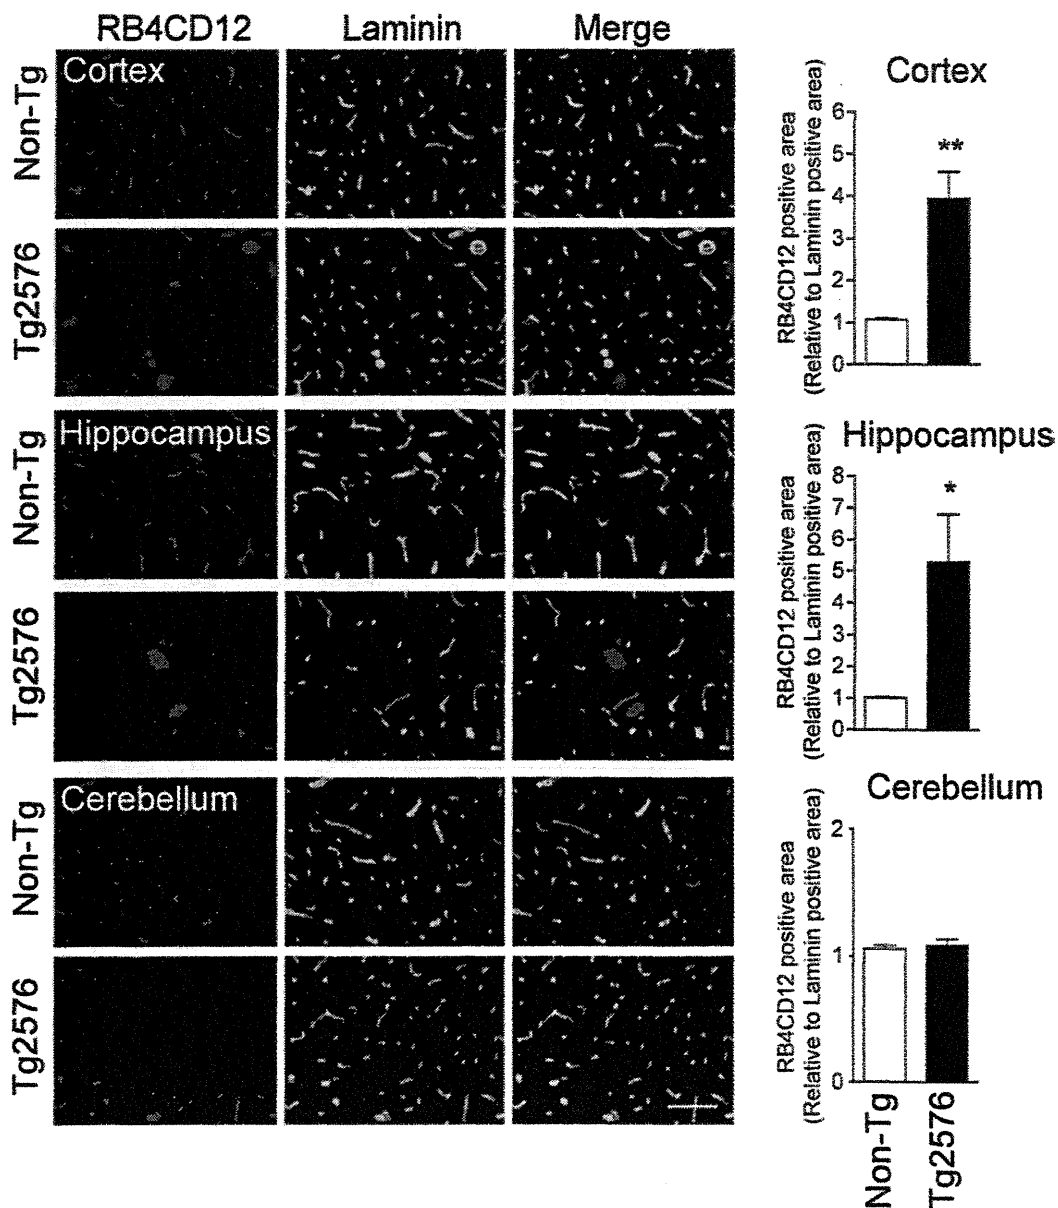 RB4CD12 Laminin Merge
Non-Tg
Cortex
Tg2576
Non-Tg
Hippocampus
Tg2576
Non-Tg
Cerebellum
Tg2576
Cortex
RB4CD12 positive area
(Relative to Laminin positive area)
6
5
4
3
2
1
0
**
Hippocampus
RB4CD12 positive area
(Relative to Laminin positive area)
8
7
6
5
4
3
2
1
0
*
Cerebellum
RB4CD12 positive area
(Relative to Laminin positive area)
2
1
0
Non-Tg
Tg2576